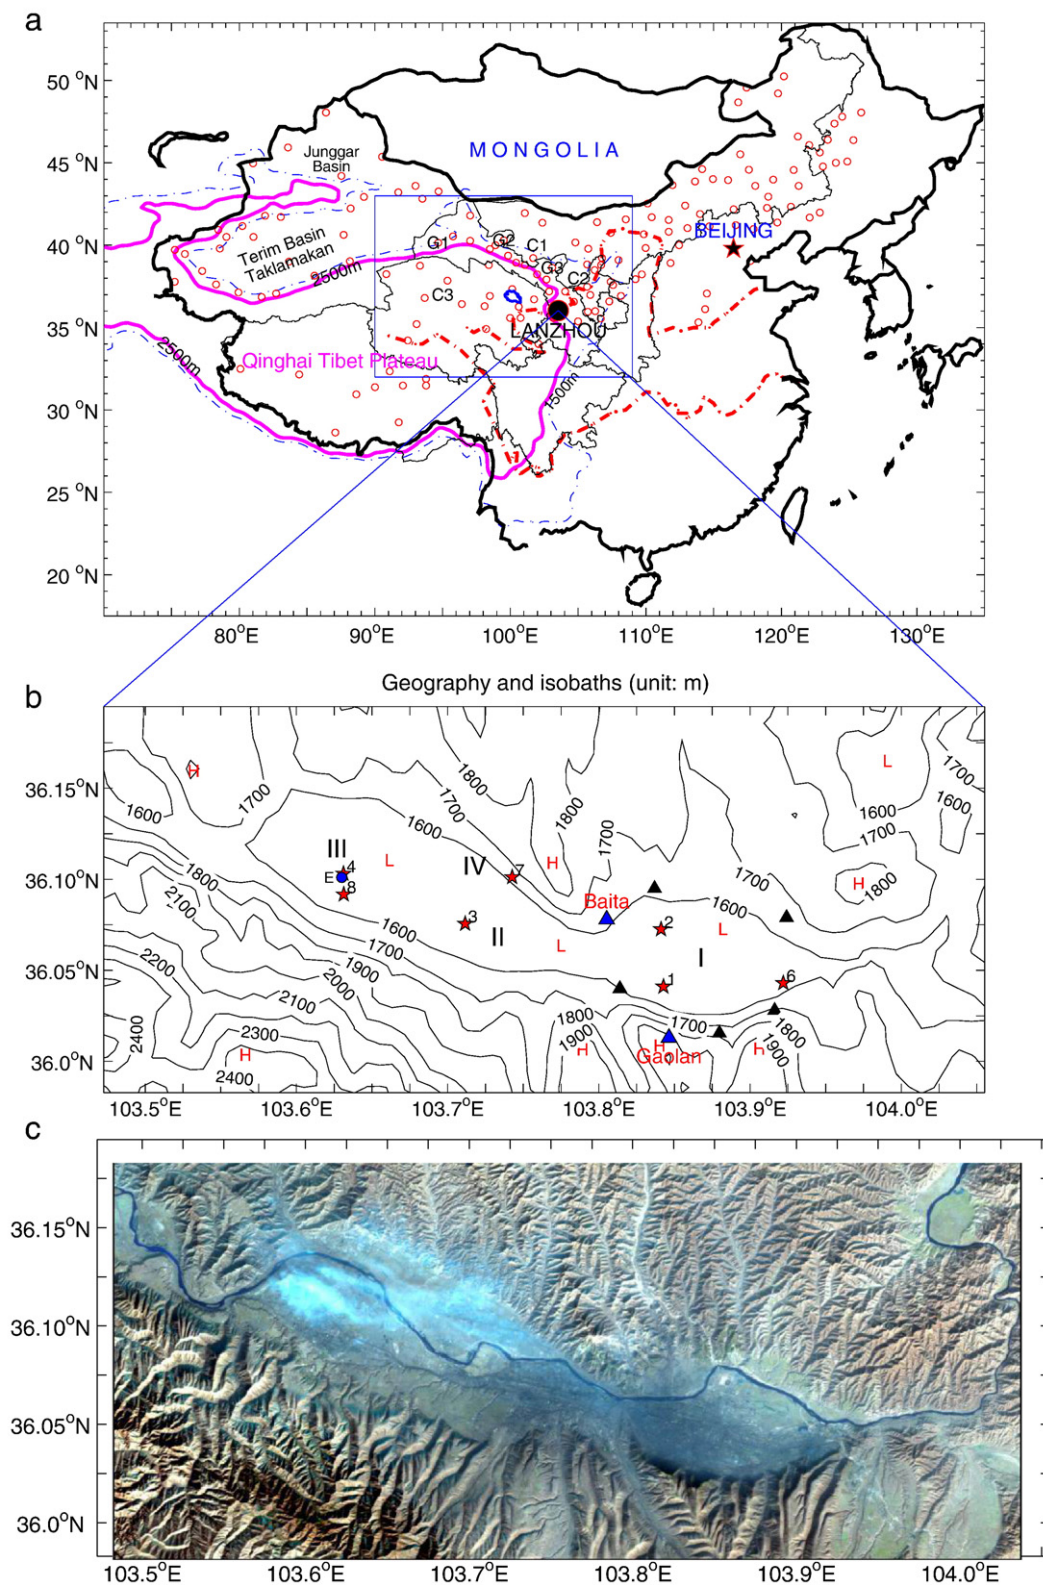 a
50 °N
45 °N
40 °N
35 °N
30 °N
25 °N
20 °N
MONGOLIA
Junggar
Basin
BEIJING
Terim Basin
Taklamakan
2500m
G1
G2
C1
G3
C2
C3
LANZHOU
Qinghai Tibet Plateau
2500m
1500m
80°E
90°E
100°E
110°E
120°E
130°E
b
Geography and isobaths (unit: m)
36.15°N
36.10°N
36.05°N
36.0°N
H
L
1700
1800
1700
1800
1600
1700
1600
1600
1600
1700
1700
III
4
E
8
L
IV
7
H
H
1800
1800
2100
Baita
1700
1600
3
II
2
L
L
I
1600
1700
1900
2000
2200
2100
2300
2400
2400
H
1
6
1800
1900
1700
1800
1900
H
H
Gaolan
103.5°E
103.6°E
103.7°E
103.8°E
103.9°E
104.0°E
c
36.15°N
36.10°N
36.05°N
36.0°N
103.5°E
103.6°E
103.7°E
103.8°E
103.9°E
104.0°E